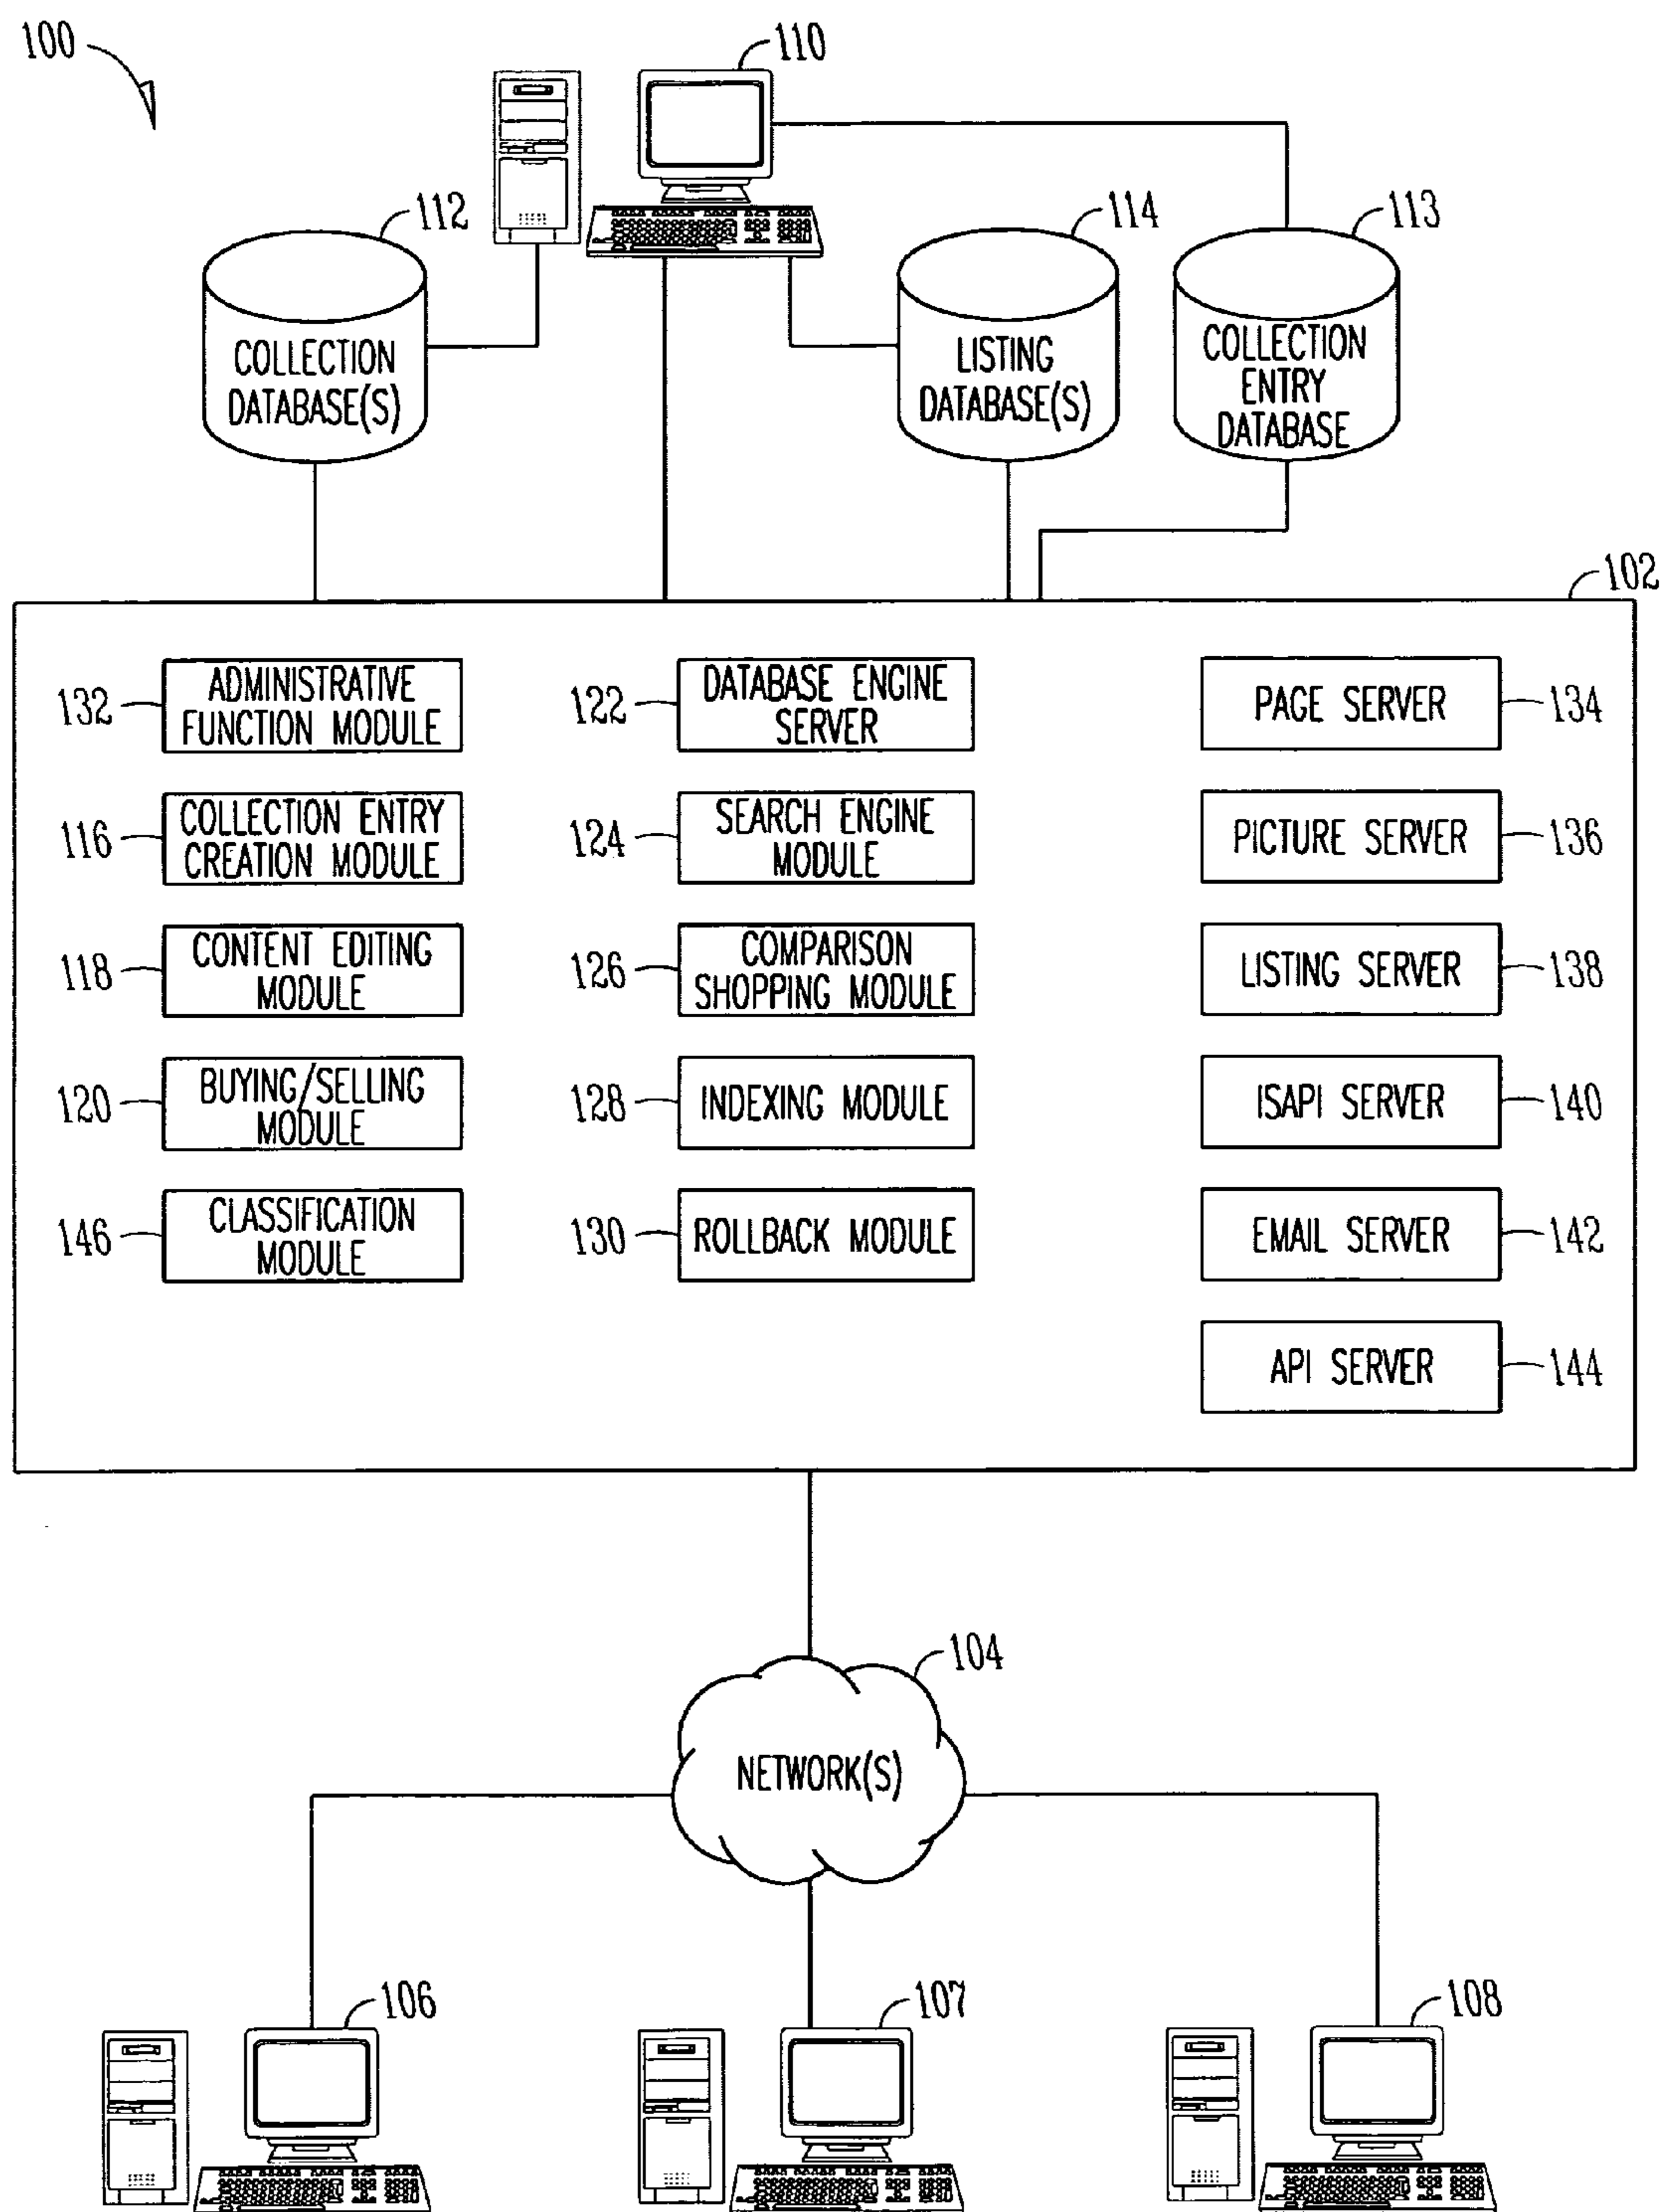 100
110
112
114
113
COLLECTION
DATABASE(S)
LISTING
DATABASE(S)
COLLECTION
ENTRY
DATABASE
102
132
ADMINISTRATIVE
FUNCTION MODULE
122
DATABASE ENGINE
SERVER
PAGE SERVER
134
116
COLLECTION ENTRY
CREATION MODULE
124
SEARCH ENGINE
MODULE
PICTURE SERVER
136
118
CONTENT EDITING
MODULE
126
COMPARISON
SHOPPING MODULE
LISTING SERVER
138
120
BUYING/SELLING
MODULE
128
INDEXING MODULE
ISAPI SERVER
140
146
CLASSIFICATION
MODULE
130
ROLLBACK MODULE
EMAIL SERVER
142
API SERVER
144
104
NETWORK(S)
106
107
108